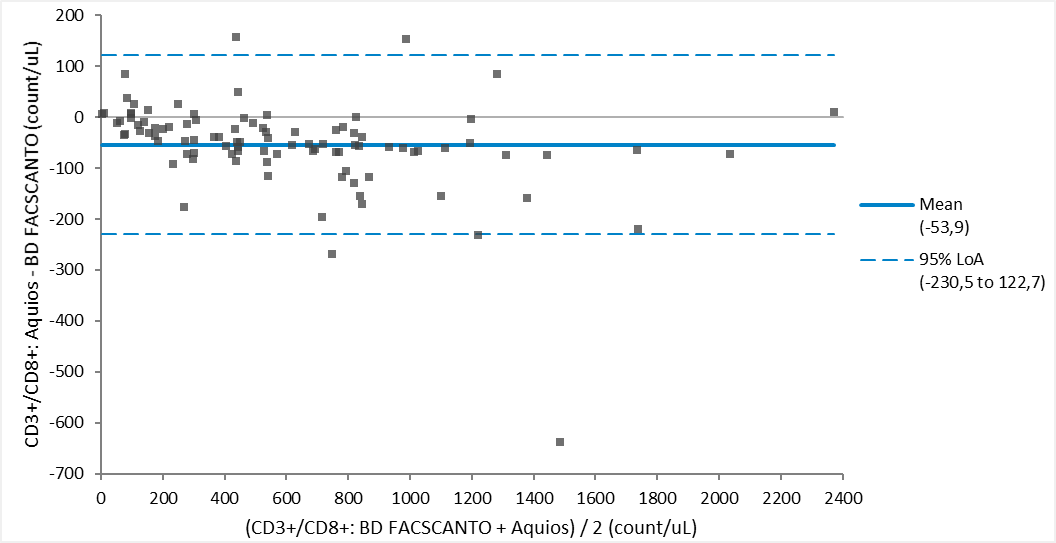 CD3+/CD8+: Aquios - BD FACSCANTO (count/uL)
200
100
0
-100
-200
-300
-400
-500
-600
-700
0 200 400 600 800 1000 1200 1400 1600 1800 2000 2200 2400
(CD3+/CD8+: BD FACSCANTO + Aquios) / 2 (count/uL)
Mean
(-53,9)
95% LoA
(-230,5 to 122,7)